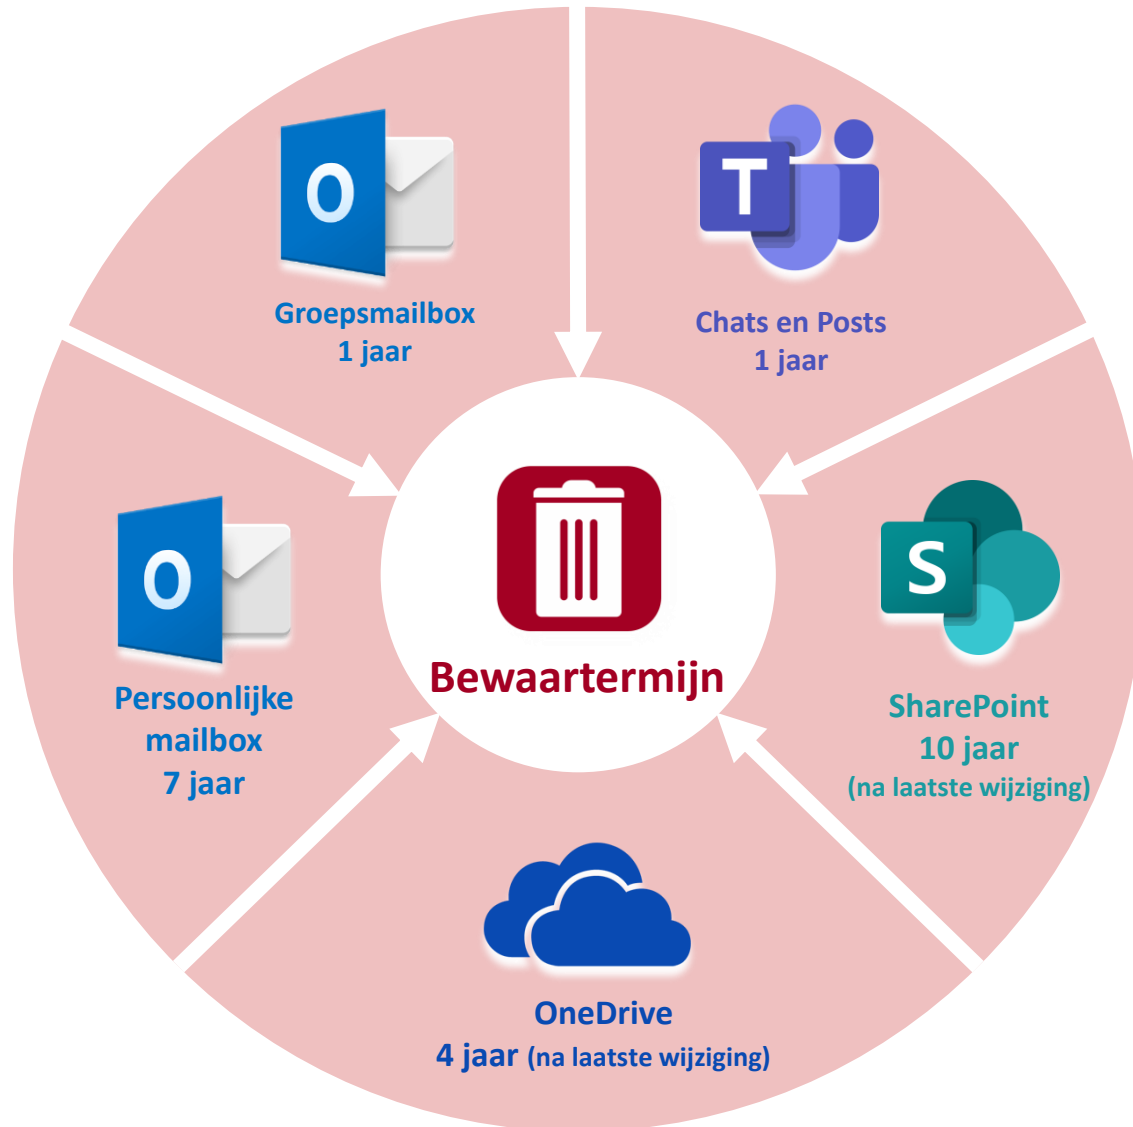 O
Groepsmailbox
1 jaar
T
Chats en Posts
1 jaar
S
SharePoint
10 jaar
(na laatste wijziging)
OneDrive
4 jaar (na laatste wijziging)
O
Persoonlijke
mailbox
7 jaar
Bewaartermijn